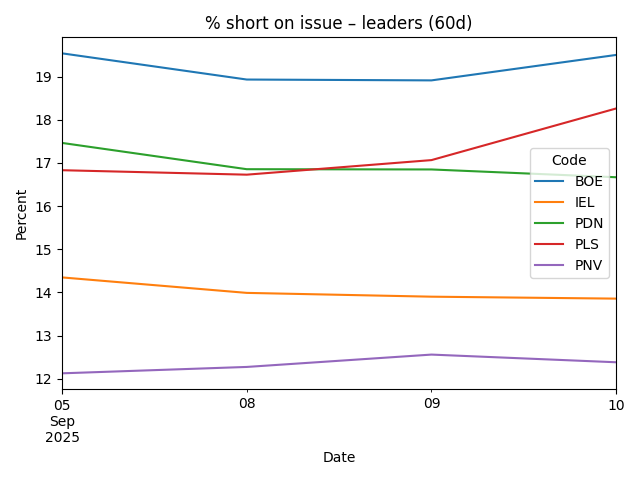 % short on issue – leaders (60d)
Percent
19
18
17
16
15
14
13
12
Code
BOE
IEL
PDN
PLS
PNV
05
Sep
2025
08
09
10
Date